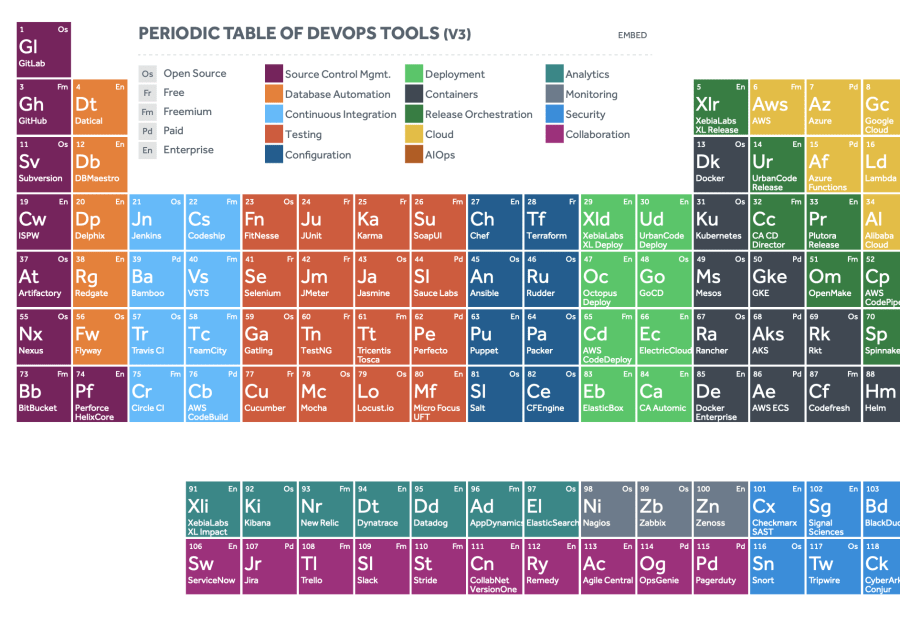 PERIODIC TABLE OF DEVOPS TOOLS (V3)
EMBED
Os Open Source
Fr Free
Fm Freemium
Pd Paid
En Enterprise
Source Control Mgmt.
Database Automation
Continuous Integration
Testing
Configuration
Deployment
Containers
Release Orchestration
Cloud
AIOps
Analytics
Monitoring
Security
Collaboration
1 Os
Gl
GitLab
3 Fm 4 En 5 En 6 Fm 7 Pd 8
Gh Dt Xlr Aws Az Gc
GitHub Datical XebiaLabs AWS Azure Google
XL Release Cloud
11 Os 12 En 13 Os 14 En 15 Pd 16
Sv Db Dk Ur Af Ld
Subversion DBMaestro Docker UrbanCode Azure Lambda
Release Functions
19 En 20 En 21 Os 22 Fm 23 Os 24 Fr 25 Fr 26 Fm 27 En 28 Fr 29 En 30 En 31 Os 32 En 33 En 34
Cw Dp Jn Cs Fn Ju Ka Su Ch Tf Xld Ud Ku Cc Pr Al
ISPW Delphix Jenkins Codeship FitNesse JUnit Karma SoapUI Chef Terraform XebiaLabs UrbanCode Kubernetes CA CD Plutora Alibaba
XL Deploy Deploy Director Release Cloud
37 Os 38 En 39 Pd 40 Fm 41 Fr 42 Fr 43 Os 44 Pd 45 Os 46 Os 47 En 48 Os 49 Os 50 Pd 51 Fm 52
At Rg Ba Vs Se Jm Ja Sl An Ru Oc Go Ms Gke Om Cp
Artifactory Redgate Bamboo VSTS Selenium JMeter Jasmine Sauce Labs Ansible Rudder Octopus GoCD Mesos GKE OpenMake AWS
Deploy CodePipe
55 Os 56 Os 57 Os 58 Fm 59 Os 60 Fr 61 Fm 62 Pd 63 En 64 Os 65 Fm 66 En 67 Os 68 Pd 69 Os 70
Nx Fw Tr Tc Ga Tn Tt Pe Pu Pa Cd Ec Ra Aks Rk Sp
Nexus Flyway Travis CI TeamCity Gatling TestNG Tricentis Perfecto Puppet Packer AWS ElectricCloud Rancher AKS Rkt Spinnake
Tosca CodeDeploy
73 Fm 74 En 75 Fm 76 Pd 77 Fr 78 Os 79 Os 80 En 81 Os 82 Os 83 En 84 En 85 En 86 Pd 87 Fm 88
Bb Pf Cr Cb Cu Mc Lo Mf Sl Ce Eb Ca De Ae Cf Hm
BitBucket Perforce Circle CI AWS Cucumber Mocha Locust.io Micro Focus Salt CFEngine ElasticBox CA Automic Docker AWS ECS Codefresh Helm
HelixCore CodeBuild UFT Enterprise
91 En 92 Os 93 Fm 94 En 95 En 96 Fm 97 Os 98 Os 99 Os 100 En 101 En 102 En 103
Xli Ki Nr Dt Dd Ad El Ni Zb Zn Cx Sg Bd
XebiaLabs Kibana New Relic Dynatrace Datadog AppDynamics ElasticSearch Nagios Zabbix Zenoss Checkmarx Signal BlackDuc
XL Impact SAST Sciences
106 En 107 Pd 108 Fm 109 Fm 110 Fm 111 En 112 En 113 En 114 Pd 115 Pd 116 Os 117 Os 118
Sw Jr Tl Sl St Cn Ry Ac Og Pd Sn Tw Ck
ServiceNow Jira Trello Slack Stride CollabNet Remedy Agile Central OpsGenie Pagerduty Snort Tripwire CyberArk
VersionOne Conjur